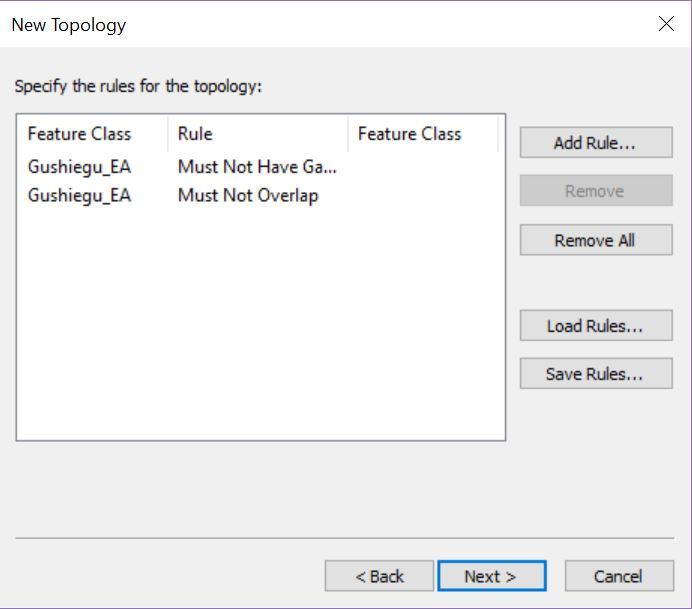 New Topology
Specify the rules for the topology:
Feature Class Rule Feature Class
Gushiegu_EA Must Not Have Ga...
Gushiegu_EA Must Not Overlap
Add Rule...
Remove
Remove All
Load Rules...
Save Rules...
< Back Next > Cancel